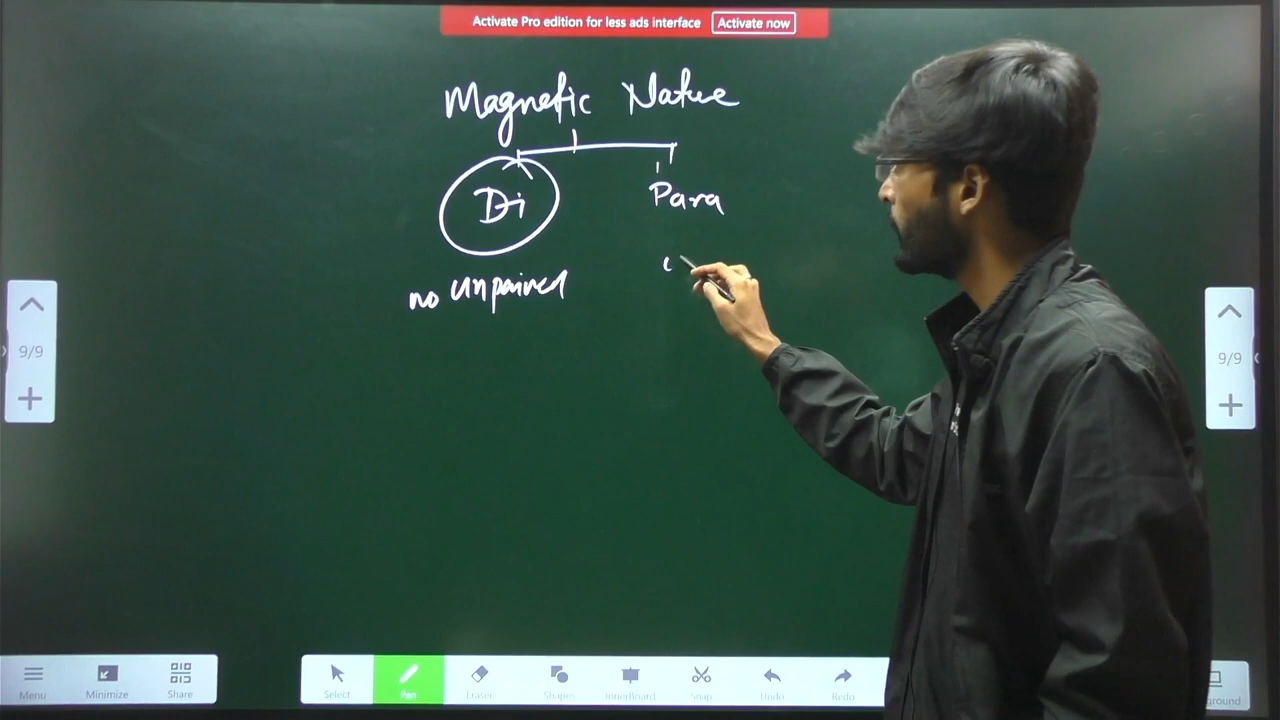 Activate Pro edition for less ads interface Activate now
Magnetic Nature
Di Para
no unpaired
9/9 9/9
Menu Minimize Share Select Pen Eraser Shapes InnerBoard Snap Undo Redo ground